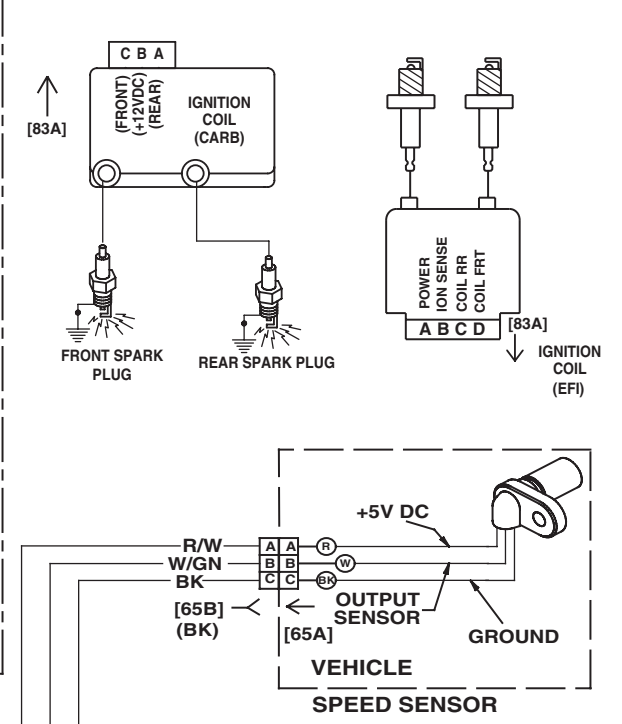 C B A
(FRONT)
(+12VDC)
(REAR)
IGNITION
COIL
(CARB)
[83A]
FRONT SPARK
PLUG
REAR SPARK PLUG
POWER
ION SENSE
COIL RR
COIL FRT
A B C D
[83A]
IGNITION
COIL
(EFI)
+5V DC
R/W A A R
W/GN B B W
BK C C BK
[65B]
(BK)
[65A]
OUTPUT
SENSOR
GROUND
VEHICLE
SPEED SENSOR